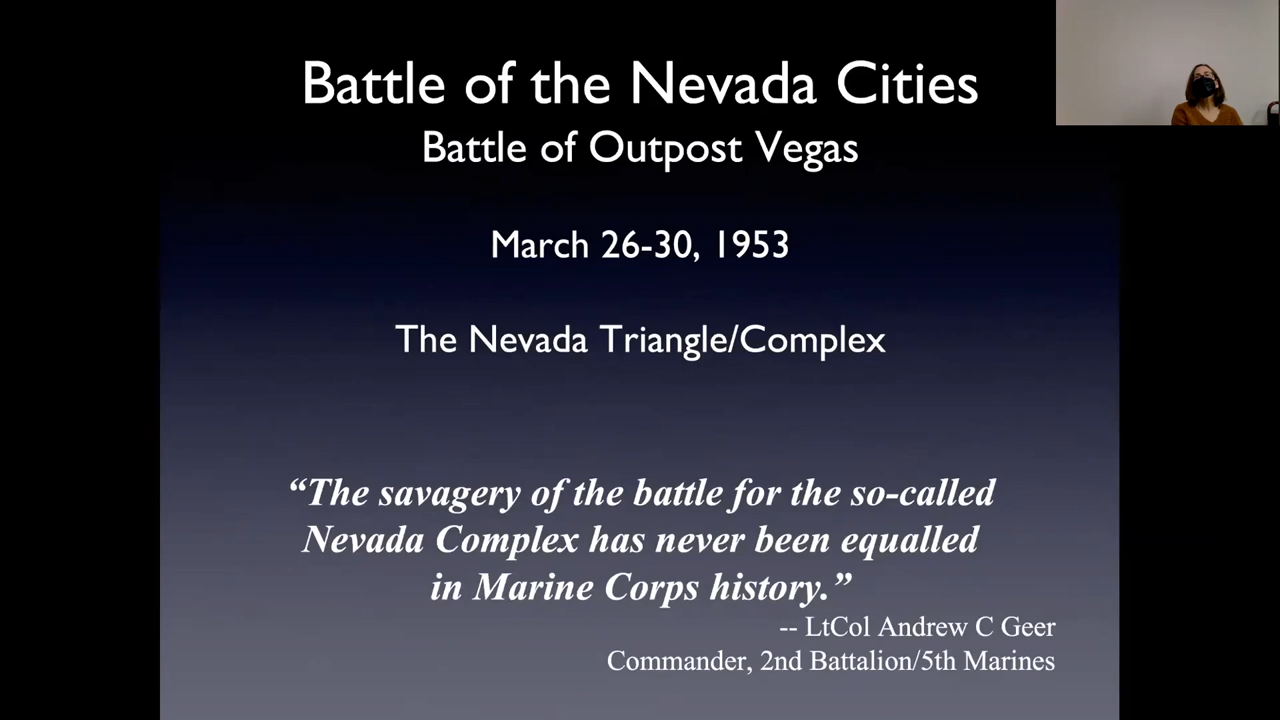 Battle of the Nevada Cities
Battle of Outpost Vegas
March 26-30, 1953
The Nevada Triangle/Complex
“The savagery of the battle for the so-called
Nevada Complex has never been equalled
in Marine Corps history.”
-- LtCol Andrew C Geer
Commander, 2nd Battalion/5th Marines